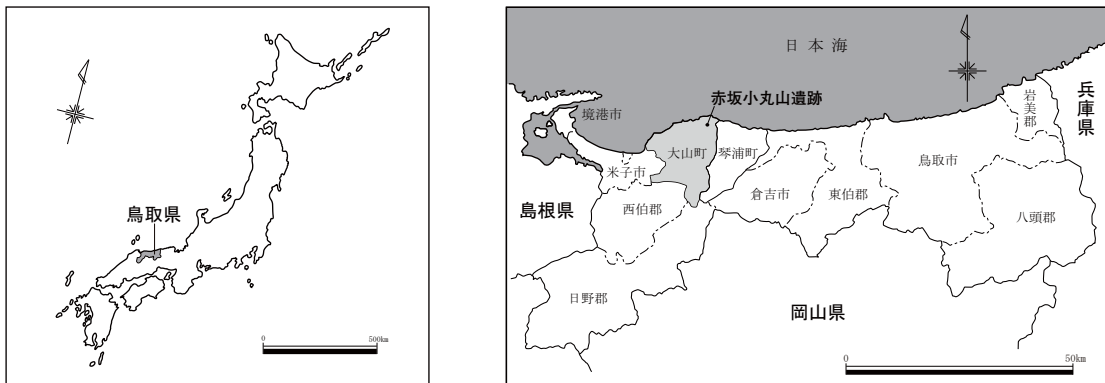 鳥取県
0
500km
日本海
赤坂小丸山遺跡
境港市
大山町
琴浦町
米子市
西伯郡
倉吉市
東伯郡
鳥取市
岩美郡
兵庫県
八頭郡
島根県
日野郡
岡山県
0
50km